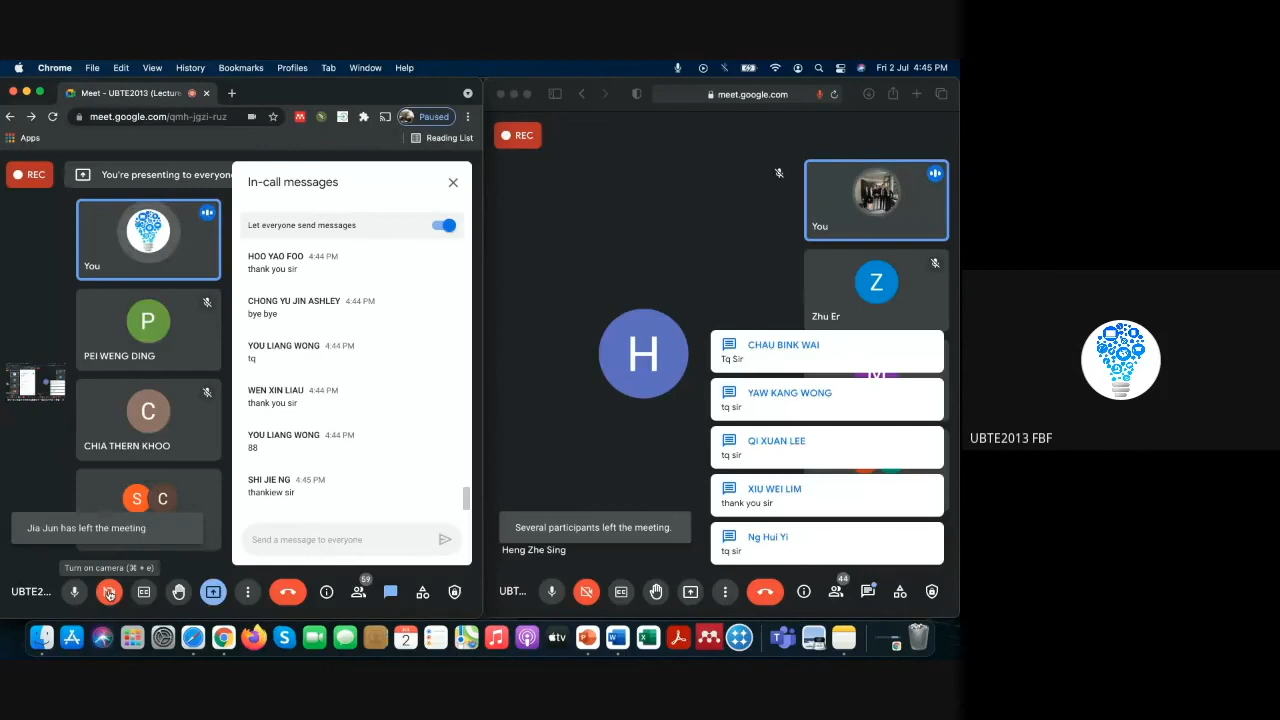 Chrome File Edit View History Bookmarks Profiles Tab Window Help
Fri 2 Jul 4:45 PM
Meet - UBTE2013 (Lecture
meet.google.com/qmh-jgzi-ruz
Paused
Apps
Reading List
REC
You're presenting to everyone
You
P
PEI WENG DING
C
CHIA THERN KHOO
S C
Jia Jun has left the meeting
Turn on camera (⌘ + e)
UBTE2...
59
In-call messages
Let everyone send messages
HOO YAO FOO 4:44 PM
thank you sir
CHONG YU JIN ASHLEY 4:44 PM
bye bye
YOU LIANG WONG 4:44 PM
tq
WEN XIN LIAU 4:44 PM
thank you sir
YOU LIANG WONG 4:44 PM
88
SHI JIE NG 4:45 PM
thankiew sir
Send a message to everyone
meet.google.com
REC
You
Z
Zhu Er
H
M
CHAU BINK WAI
Tq Sir
YAW KANG WONG
tq sir
QI XUAN LEE
tq sir
XIU WEI LIM
thank you sir
Ng Hui Yi
tq sir
Several participants left the meeting.
Heng Zhe Sing
UBT...
44
JUL
2
tv
UBTE2013 FBF